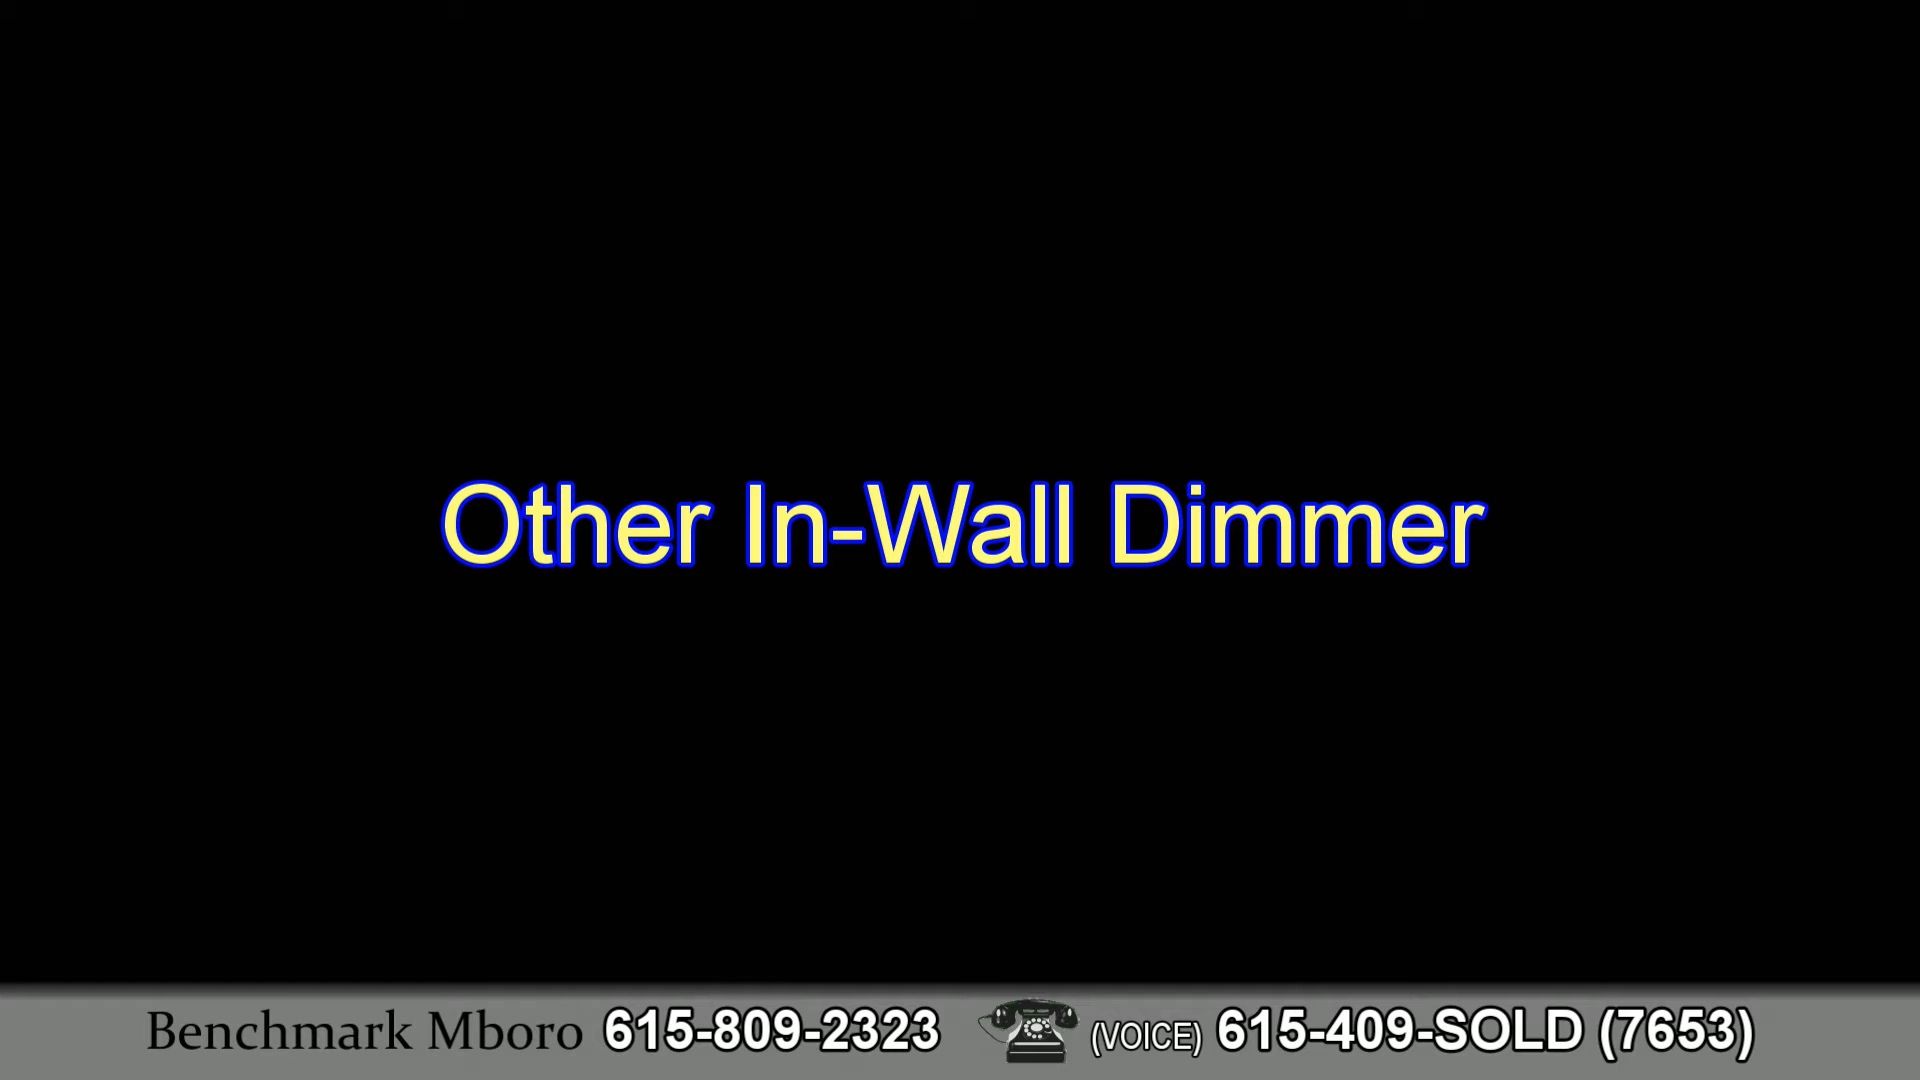 Other In-Wall Dimmer
Benchmark Mboro 615-809-2323 (VOICE) 615-409-SOLD (7653)